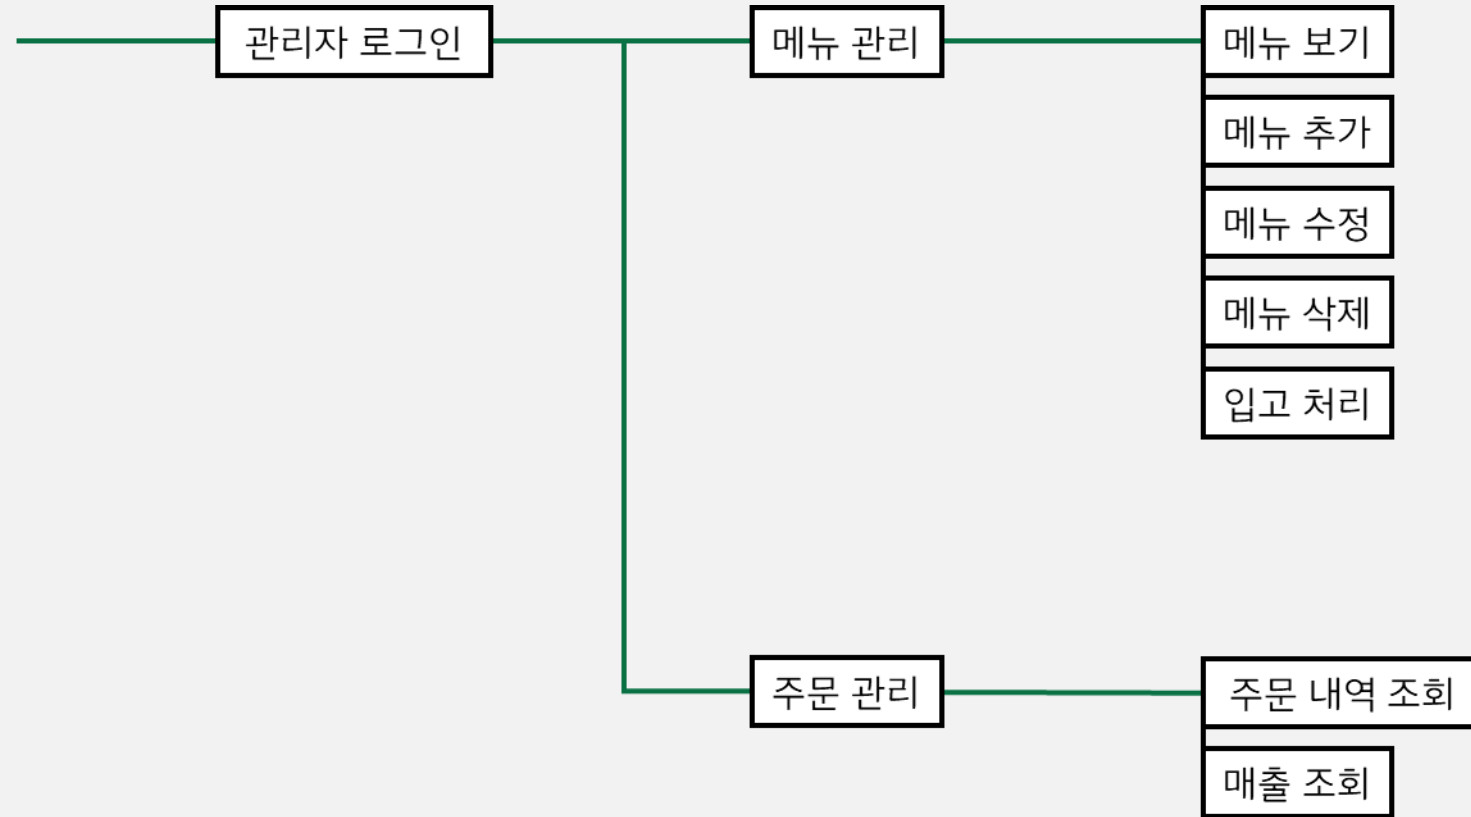 관리자 로그인
메뉴 관리
메뉴 보기
메뉴 추가
메뉴 수정
메뉴 삭제
입고 처리
주문 관리
주문 내역 조회
매출 조회